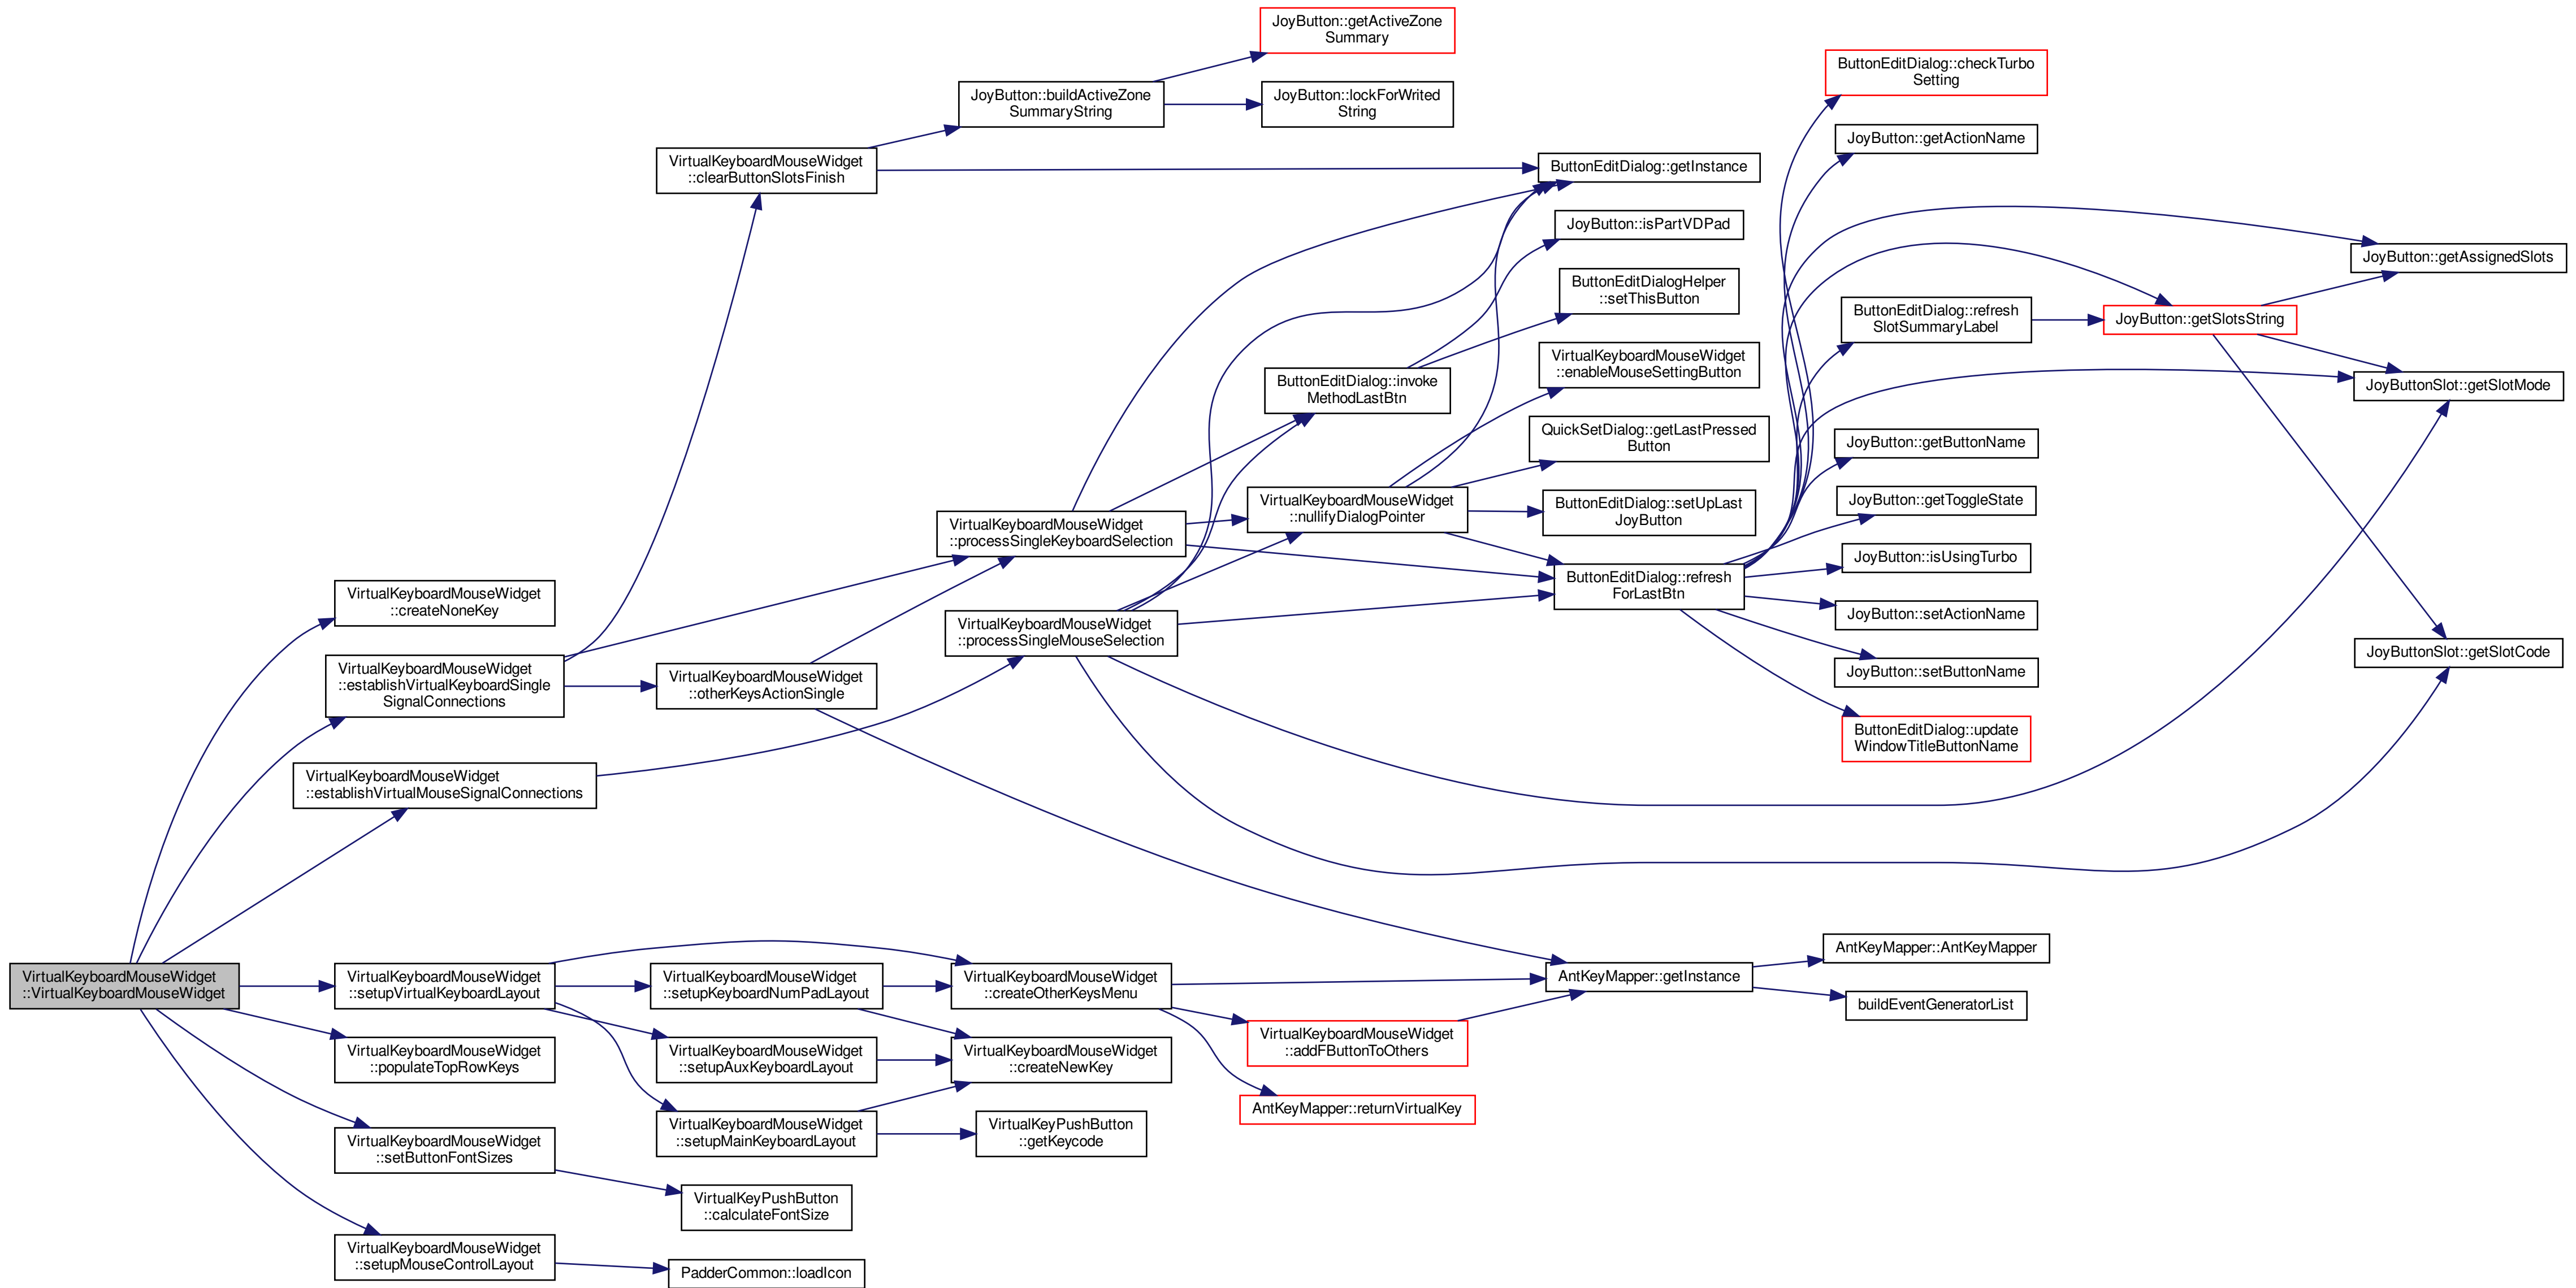 VirtualKeyboardMouseWidget
::VirtualKeyboardMouseWidget
VirtualKeyboardMouseWidget
::createNoneKey
VirtualKeyboardMouseWidget
::establishVirtualKeyboardSingle
SignalConnections
VirtualKeyboardMouseWidget
::establishVirtualMouseSignalConnections
VirtualKeyboardMouseWidget
::setupVirtualKeyboardLayout
VirtualKeyboardMouseWidget
::populateTopRowKeys
VirtualKeyboardMouseWidget
::setButtonFontSizes
VirtualKeyboardMouseWidget
::setupMouseControlLayout
VirtualKeyboardMouseWidget
::clearButtonSlotsFinish
VirtualKeyboardMouseWidget
::otherKeysActionSingle
VirtualKeyboardMouseWidget
::setupKeyboardNumPadLayout
VirtualKeyboardMouseWidget
::setupAuxKeyboardLayout
VirtualKeyboardMouseWidget
::setupMainKeyboardLayout
VirtualKeyPushButton
::calculateFontSize
PadderCommon::loadIcon
JoyButton::buildActiveZone
SummaryString
VirtualKeyboardMouseWidget
::processSingleKeyboardSelection
VirtualKeyboardMouseWidget
::processSingleMouseSelection
VirtualKeyboardMouseWidget
::createOtherKeysMenu
VirtualKeyboardMouseWidget
::createNewKey
VirtualKeyPushButton
::getKeycode
JoyButton::getActiveZone
Summary
JoyButton::lockForWrited
String
ButtonEditDialog::invoke
MethodLastBtn
VirtualKeyboardMouseWidget
::nullifyDialogPointer
VirtualKeyboardMouseWidget
::addFButtonToOthers
AntKeyMapper::returnVirtualKey
ButtonEditDialog::getInstance
JoyButton::isPartVDPad
ButtonEditDialogHelper
::setThisButton
VirtualKeyboardMouseWidget
::enableMouseSettingButton
QuickSetDialog::getLastPressed
Button
ButtonEditDialog::setUpLast
JoyButton
ButtonEditDialog::refresh
ForLastBtn
AntKeyMapper::getInstance
ButtonEditDialog::checkTurbo
Setting
JoyButton::getActionName
ButtonEditDialog::refresh
SlotSummaryLabel
JoyButton::getButtonName
JoyButton::getToggleState
JoyButton::isUsingTurbo
JoyButton::setActionName
JoyButton::setButtonName
ButtonEditDialog::update
WindowTitleButtonName
AntKeyMapper::AntKeyMapper
buildEventGeneratorList
JoyButton::getSlotsString
JoyButton::getAssignedSlots
JoyButtonSlot::getSlotMode
JoyButtonSlot::getSlotCode